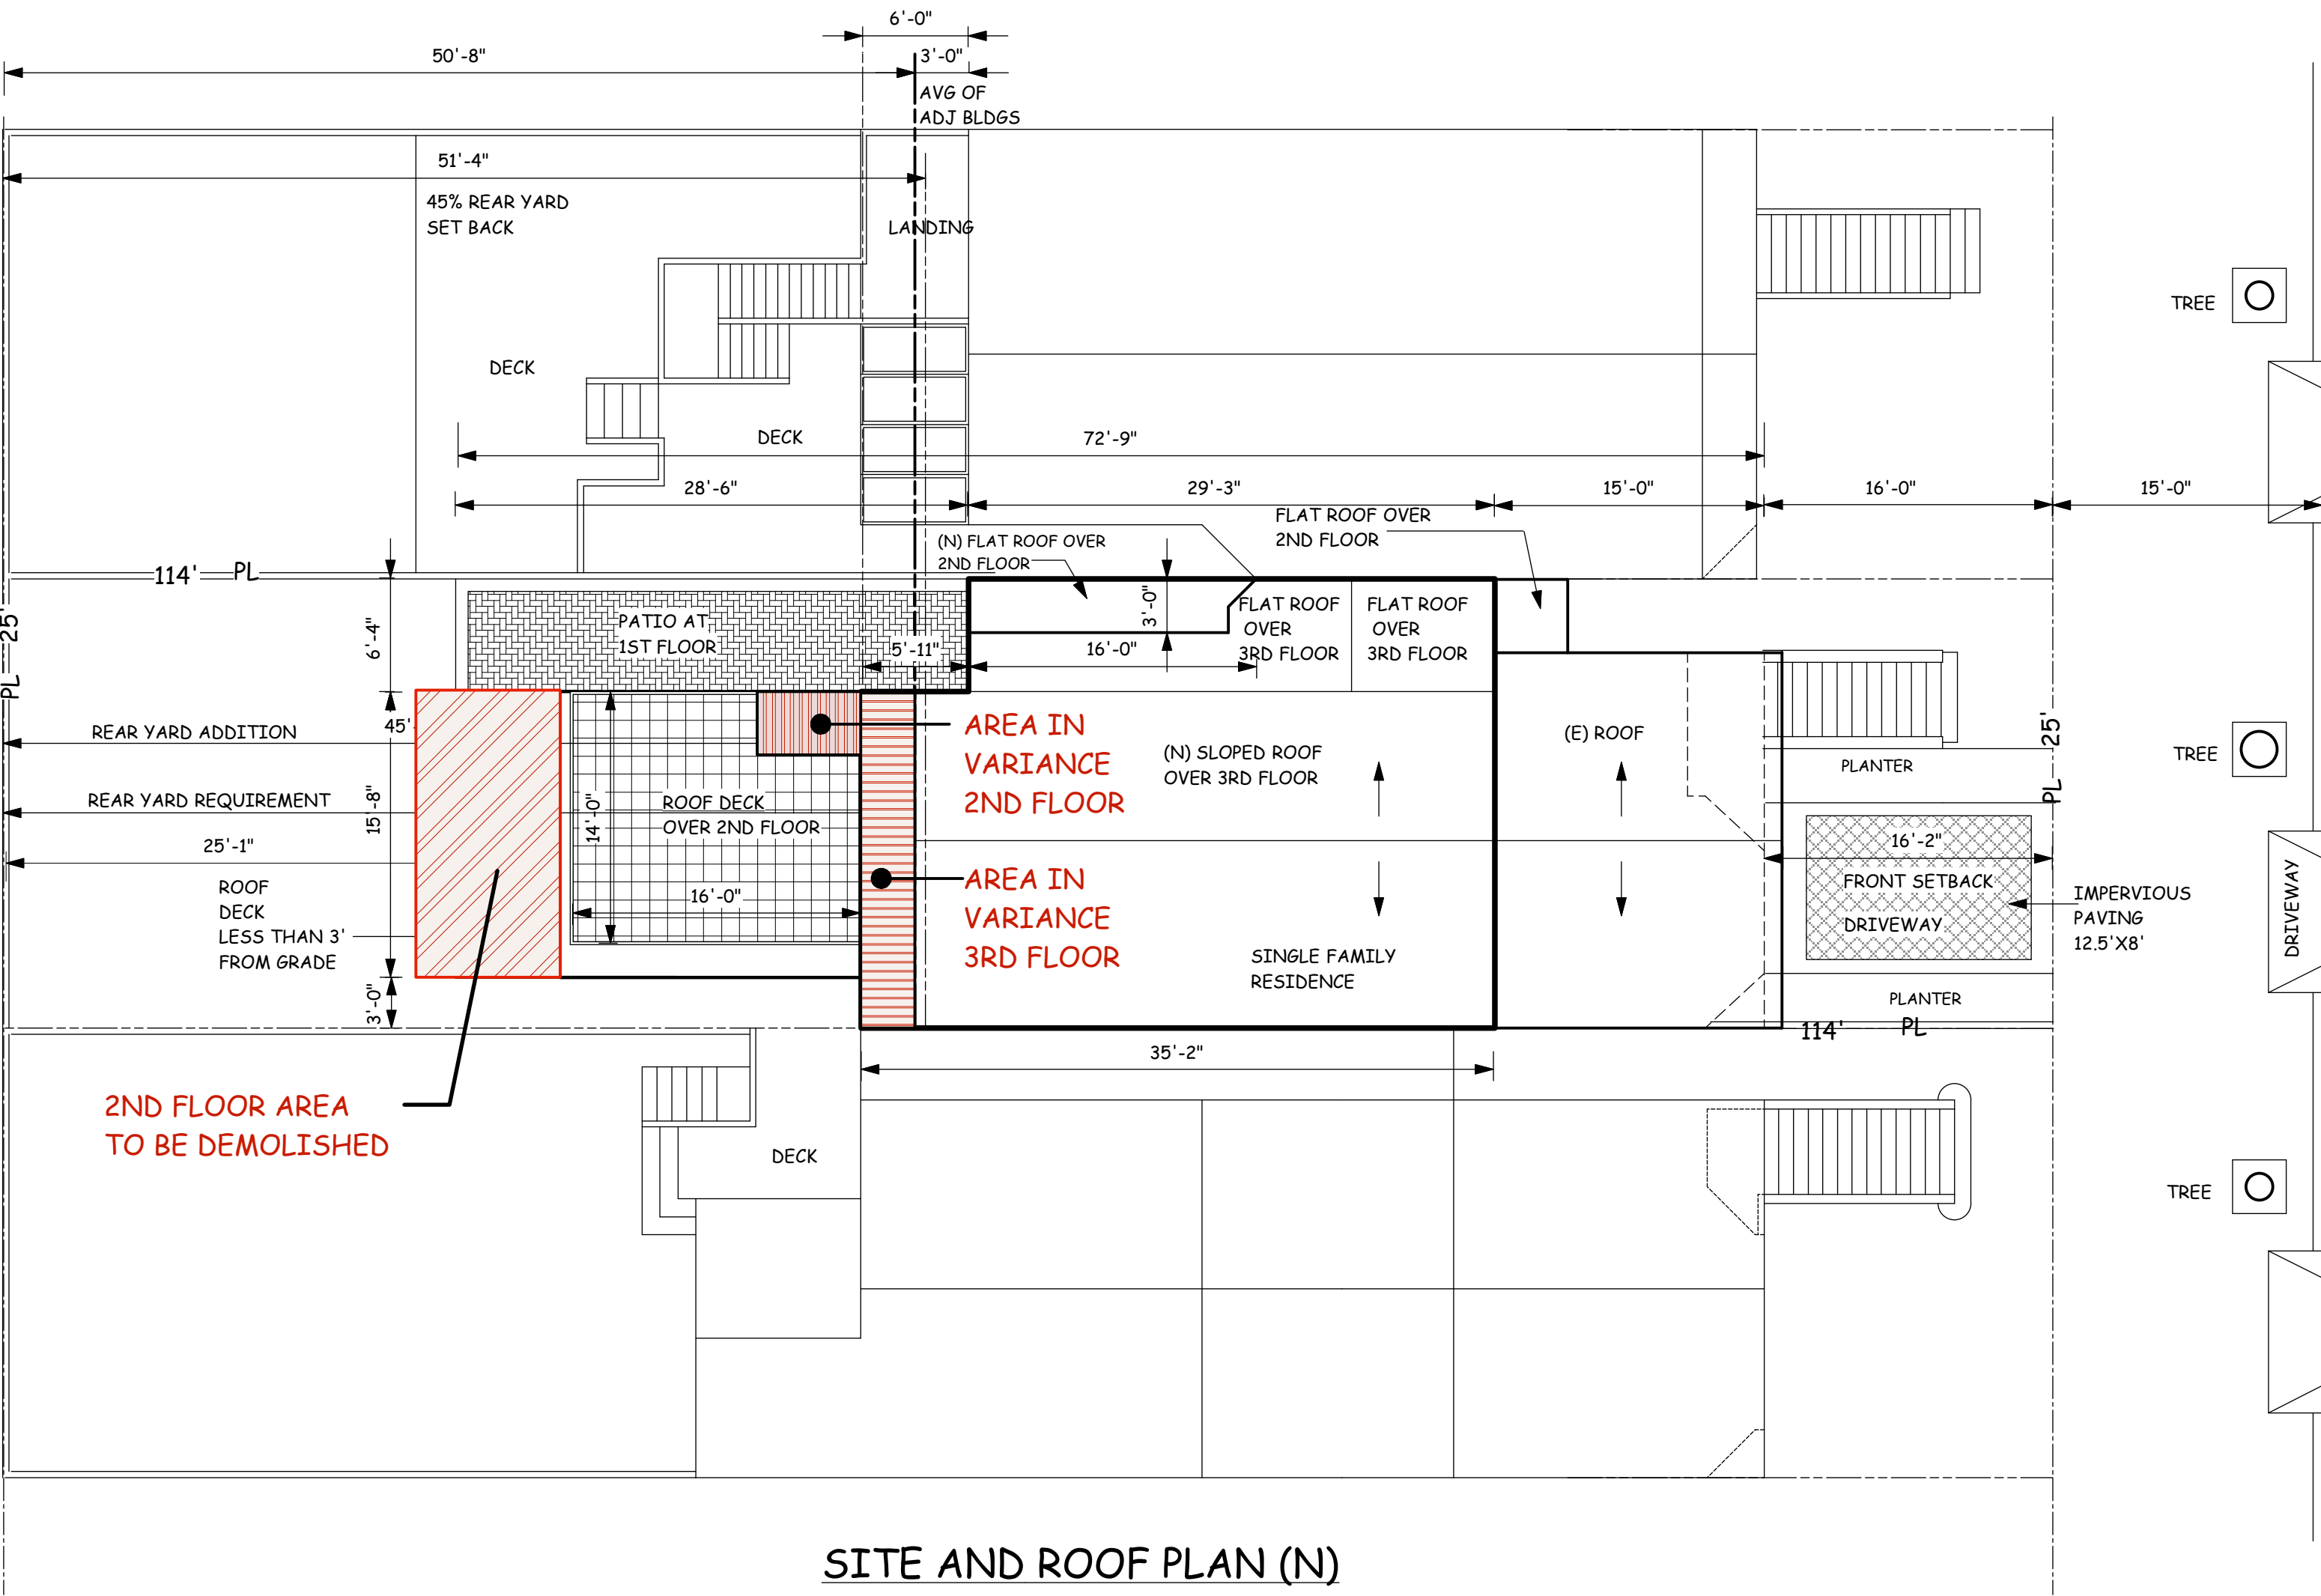 6'-0"
50'-8"
3'-0"
AVG OF
ADJ BLDGS
51'-4"
45% REAR YARD
SET BACK
LANDING
TREE
DECK
DECK
72'-9"
28'-6"
29'-3"
15'-0"
16'-0"
15'-0"
FLAT ROOF OVER
2ND FLOOR
(N) FLAT ROOF OVER
2ND FLOOR
114'
PL
PL 25'
6'-4"
PATIO AT
1ST FLOOR
5'-11"
16'-0"
3'-0"
FLAT ROOF
OVER
3RD FLOOR
FLAT ROOF
OVER
3RD FLOOR
REAR YARD ADDITION
45'-
AREA IN
VARIANCE
2ND FLOOR
(N) SLOPED ROOF
OVER 3RD FLOOR
(E) ROOF
PLANTER
PL 25'
TREE
REAR YARD REQUIREMENT
15'-8"
14'-0"
ROOF DECK
OVER 2ND FLOOR
25'-1"
16'-2"
ROOF
DECK
LESS THAN 3'
FROM GRADE
16'-0"
AREA IN
VARIANCE
3RD FLOOR
FRONT SETBACK
DRIVEWAY
IMPERVIOUS
PAVING
12.5'X8'
DRIVEWAY
SINGLE FAMILY
RESIDENCE
3'-0"
PLANTER
114'
PL
35'-2"
2ND FLOOR AREA
TO BE DEMOLISHED
DECK
TREE
SITE AND ROOF PLAN (N)